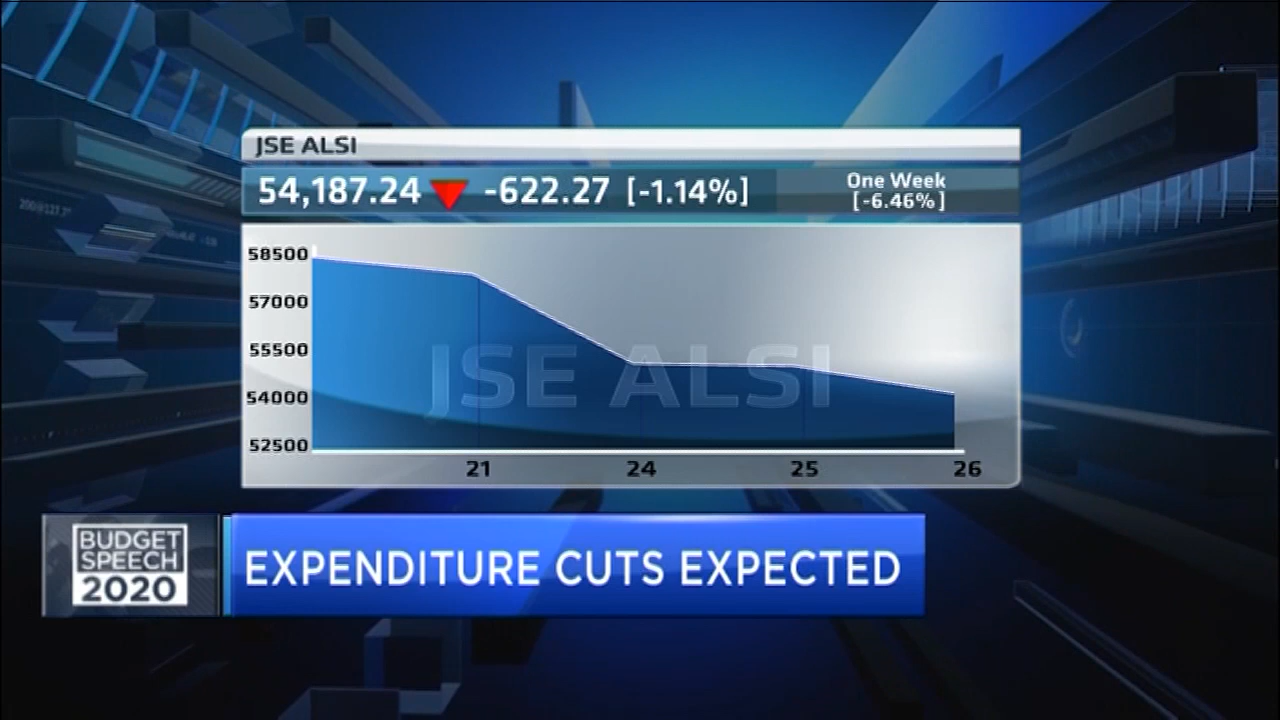 JSE ALSI
54,187.24 -622.27 [-1.14%]
One Week
[-6.46%]
58500
57000
55500
54000
52500
JSE ALSI
21 24 25 26
BUDGET
SPEECH
2020
EXPENDITURE CUTS EXPECTED